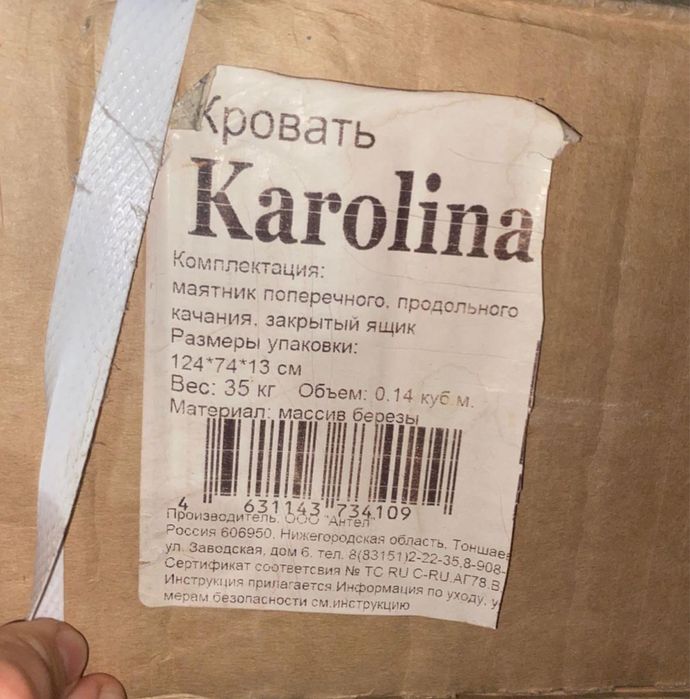 Кровать
Karolina
Комплектация:
маятник поперечного, продольного
качания, закрытый ящик
Размеры упаковки:
124*74*13 см
Вес: 35 кг Объем: 0.14 куб.м.
Материал: массив березы
4 631143 734109
Производитель: ООО "Антел"
Россия 606950, Нижегородская область, Тоншае
ул. Заводская, дом 6. тел. 8(83151)2-22-35,8-908-
Сертификат соответсвия № ТС RU C-RU.АГ78.В
Инструкция прилагается.Информация по уходу, у
мерам безопасности см.инструкцию